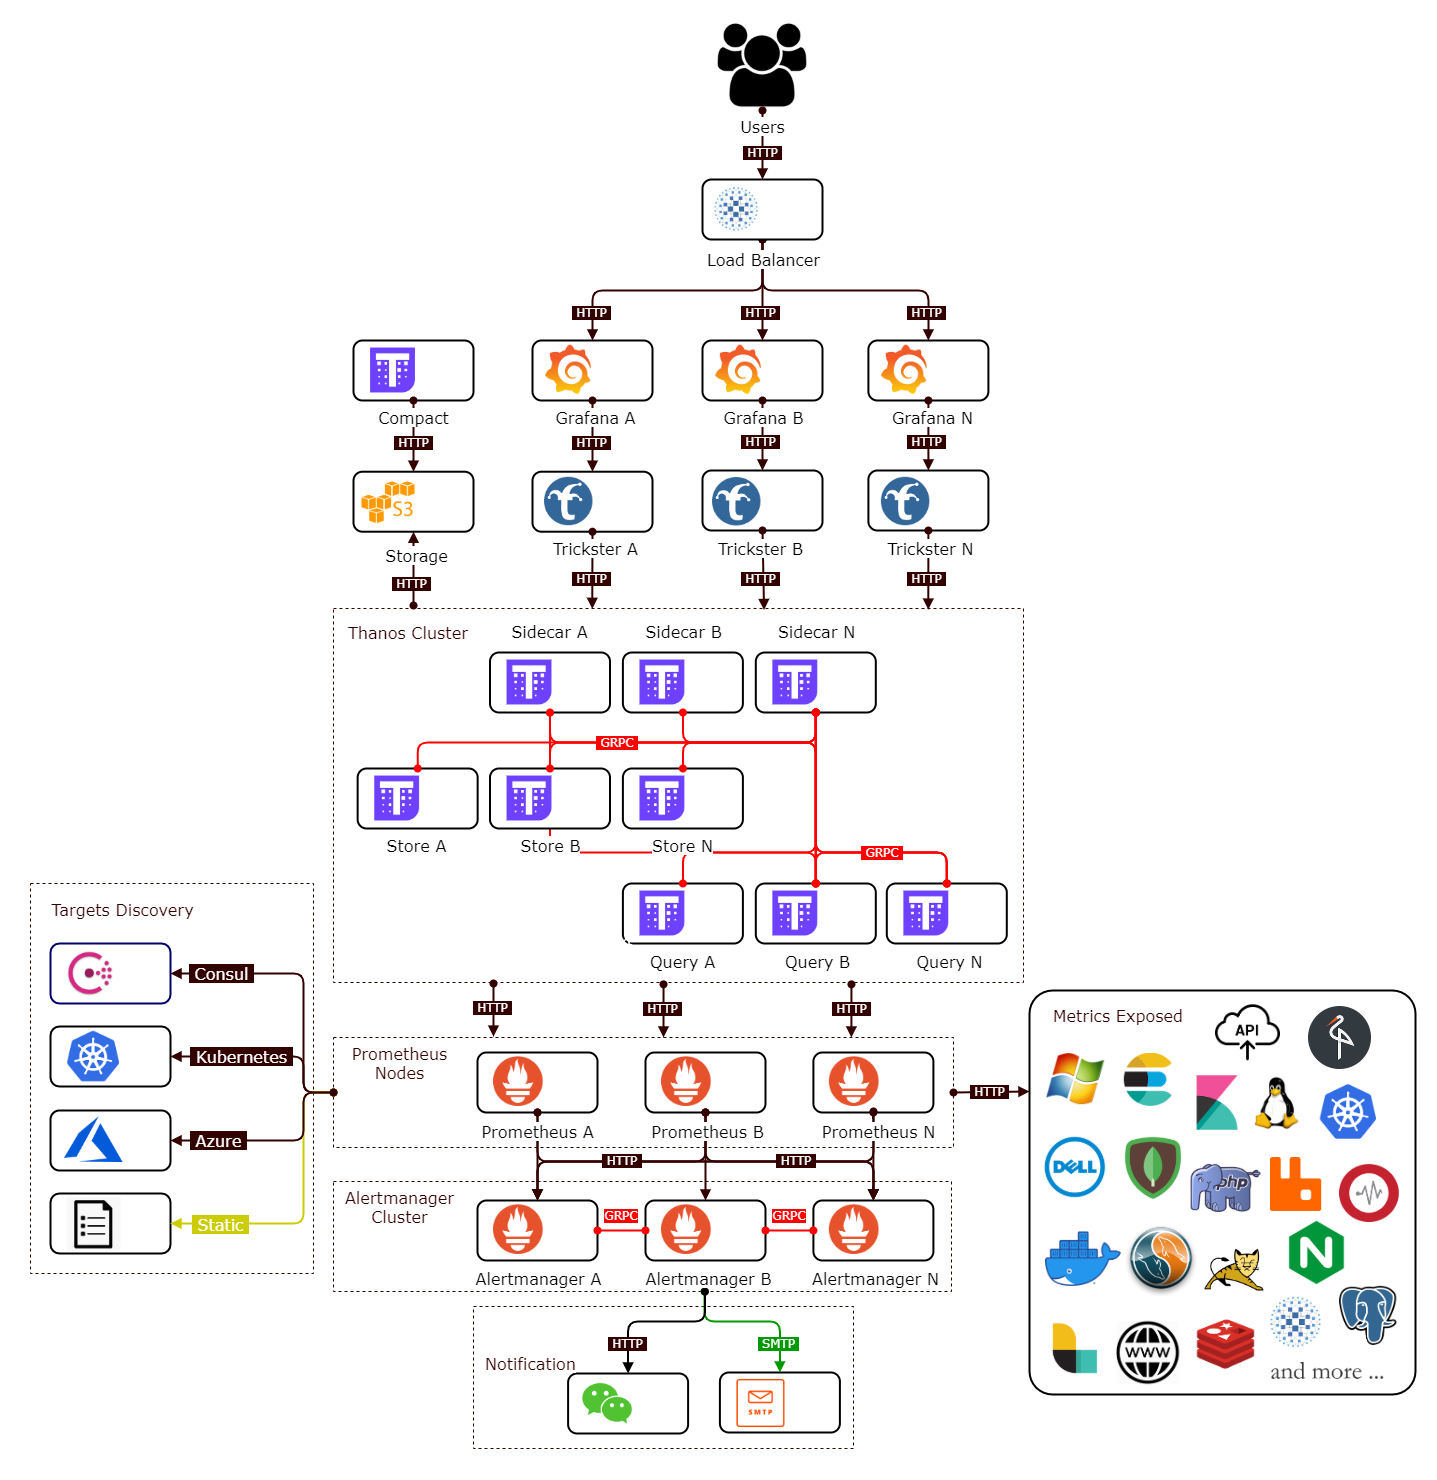 Users
HTTP
Load Balancer
HTTP
HTTP
HTTP
Compact
Grafana A
Grafana B
Grafana N
HTTP
HTTP
HTTP
HTTP
S3
Storage
Trickster A
Trickster B
Trickster N
HTTP
HTTP
HTTP
HTTP
Thanos Cluster
Sidecar A
Sidecar B
Sidecar N
GRPC
Store A
Store B
Store N
GRPC
Query A
Query B
Query N
Targets Discovery
Consul
Kubernetes
Azure
Static
HTTP
HTTP
HTTP
Prometheus
Nodes
Prometheus A
Prometheus B
Prometheus N
HTTP
HTTP
HTTP
Alertmanager
Cluster
GRPC
GRPC
Alertmanager A
Alertmanager B
Alertmanager N
HTTP
SMTP
Notification
SMTP
Metrics Exposed
API
DELL
php
N
WWW
and more ...